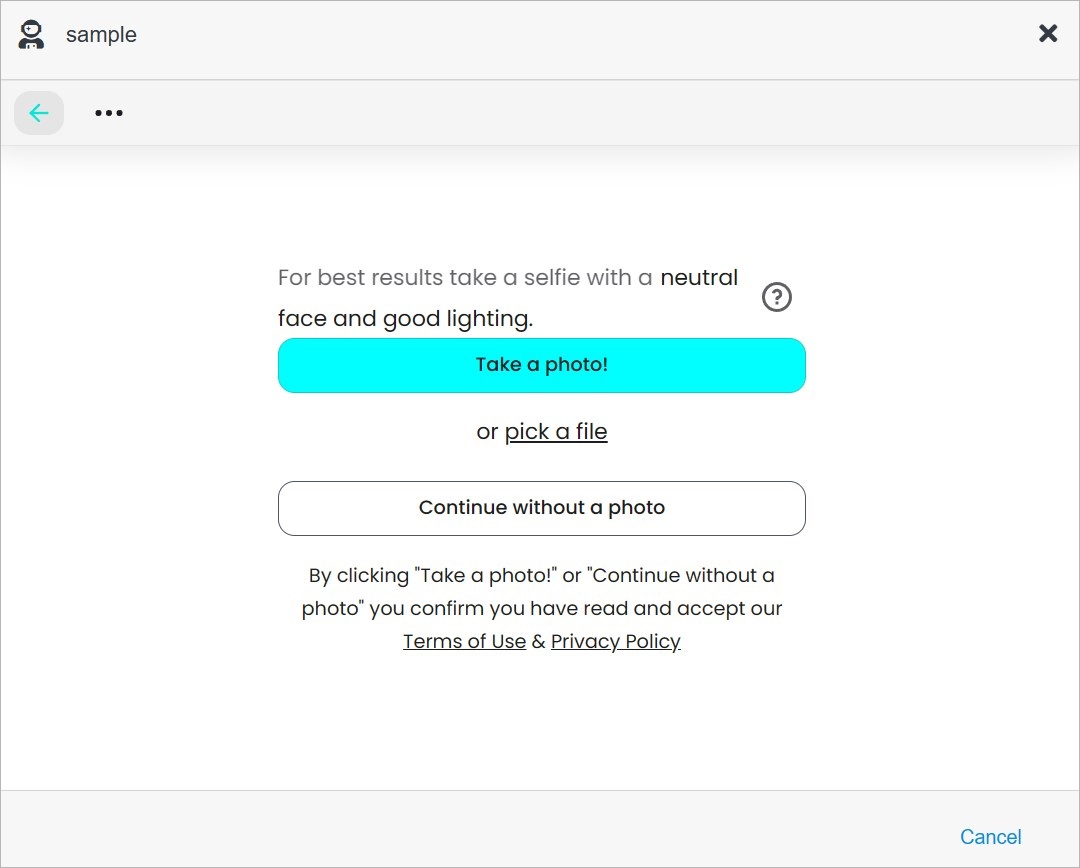 sample
For best results take a selfie with a neutral
face and good lighting.
Take a photo!
or pick a file
Continue without a photo
By clicking "Take a photo!" or "Continue without a
photo" you confirm you have read and accept our
Terms of Use & Privacy Policy
Cancel